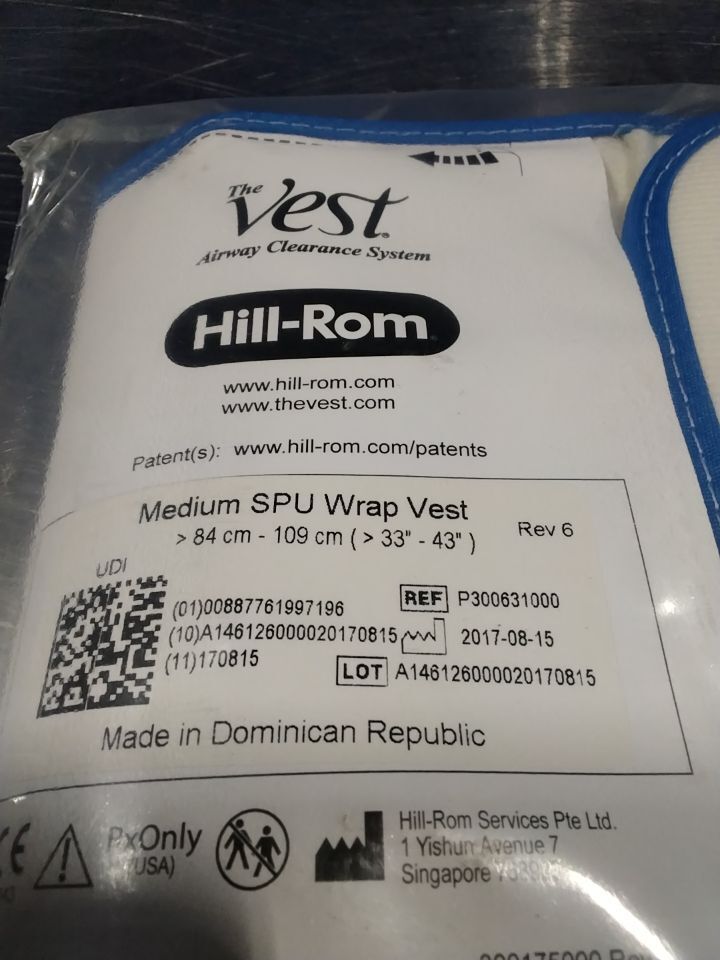 The
Vest®
Airway Clearance System
Hill-Rom
www.hill-rom.com
www.thevest.com
Patent(s): www.hill-rom.com/patents
Medium SPU Wrap Vest
> 84 cm - 109 cm ( > 33" - 43" ) Rev 6
UDI
(01)00887761997196
REF P300631000
(10)A146126000020170815
2017-08-15
(11)170815
LOT A146126000020170815
Made in Dominican Republic
CE
RxOnly
(USA)
Hill-Rom Services Pte Ltd.
1 Yishun Avenue 7
Singapore